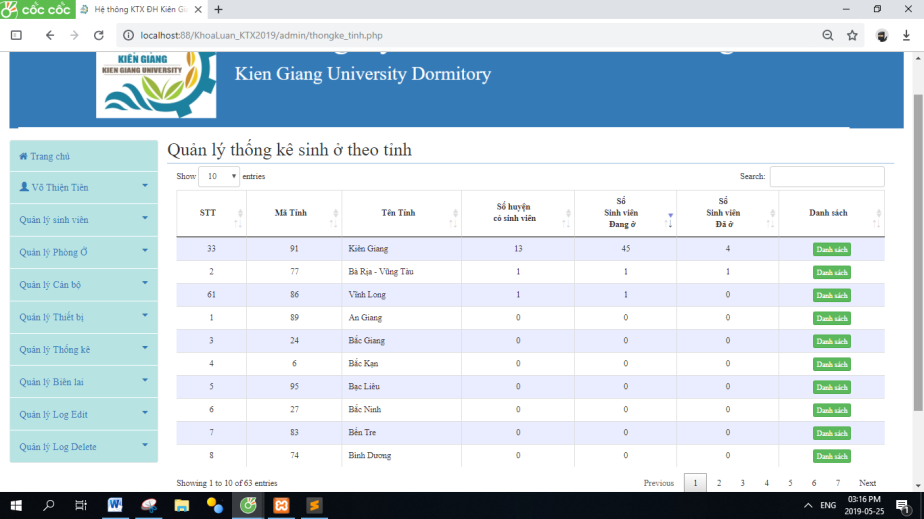 cốc cốc
Hệ thống KTX ĐH Kiên Gi
localhost:88/KhoaLuan_KTX2019/admin/thongke_tinh.php
KIÊN GIANG
KIEN GIANG UNIVERSITY
Kien Giang University Dormitory
Trang chủ
Võ Thiện Tiên
Quản lý sinh viên
Quản lý Phòng Ở
Quản lý Cán bộ
Quản lý Thiết bị
Quản lý Thống kê
Quản lý Biên lai
Quản lý Log Edit
Quản lý Log Delete
Quản lý thống kê sinh ở theo tỉnh
Show 10 entries
Search:
STT Mã Tỉnh Tên Tỉnh Số huyện có sinh viên Số Sinh viên Đang ở Số Sinh viên Đã ở Danh sách
33 91 Kiên Giang 13 45 4 Danh sách
2 77 Bà Rịa - Vũng Tàu 1 1 1 Danh sách
61 86 Vĩnh Long 1 1 0 Danh sách
1 89 An Giang 0 0 0 Danh sách
3 24 Bắc Giang 0 0 0 Danh sách
4 6 Bắc Kạn 0 0 0 Danh sách
5 95 Bạc Liêu 0 0 0 Danh sách
6 27 Bắc Ninh 0 0 0 Danh sách
7 83 Bến Tre 0 0 0 Danh sách
8 74 Bình Dương 0 0 0 Danh sách
Showing 1 to 10 of 63 entries
Previous 1 2 3 4 5 6 7 Next
ENG
03:16 PM
2019-05-25